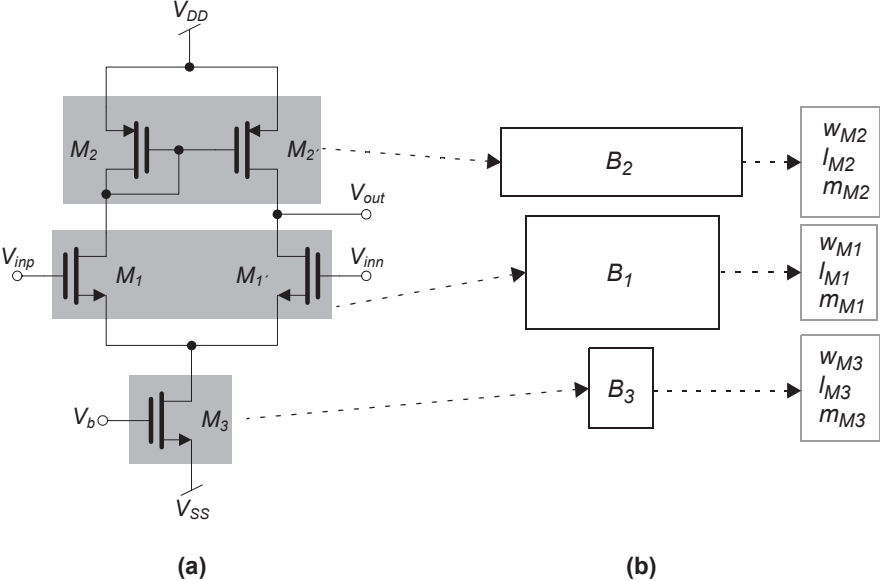 V_DD
M_2
M_2'
V_out
V_inp
M_1
M_1'
V_inn
V_b
M_3
V_SS
(a)
B_2
B_1
B_3
w_M2
l_M2
m_M2
w_M1
l_M1
m_M1
w_M3
l_M3
m_M3
(b)